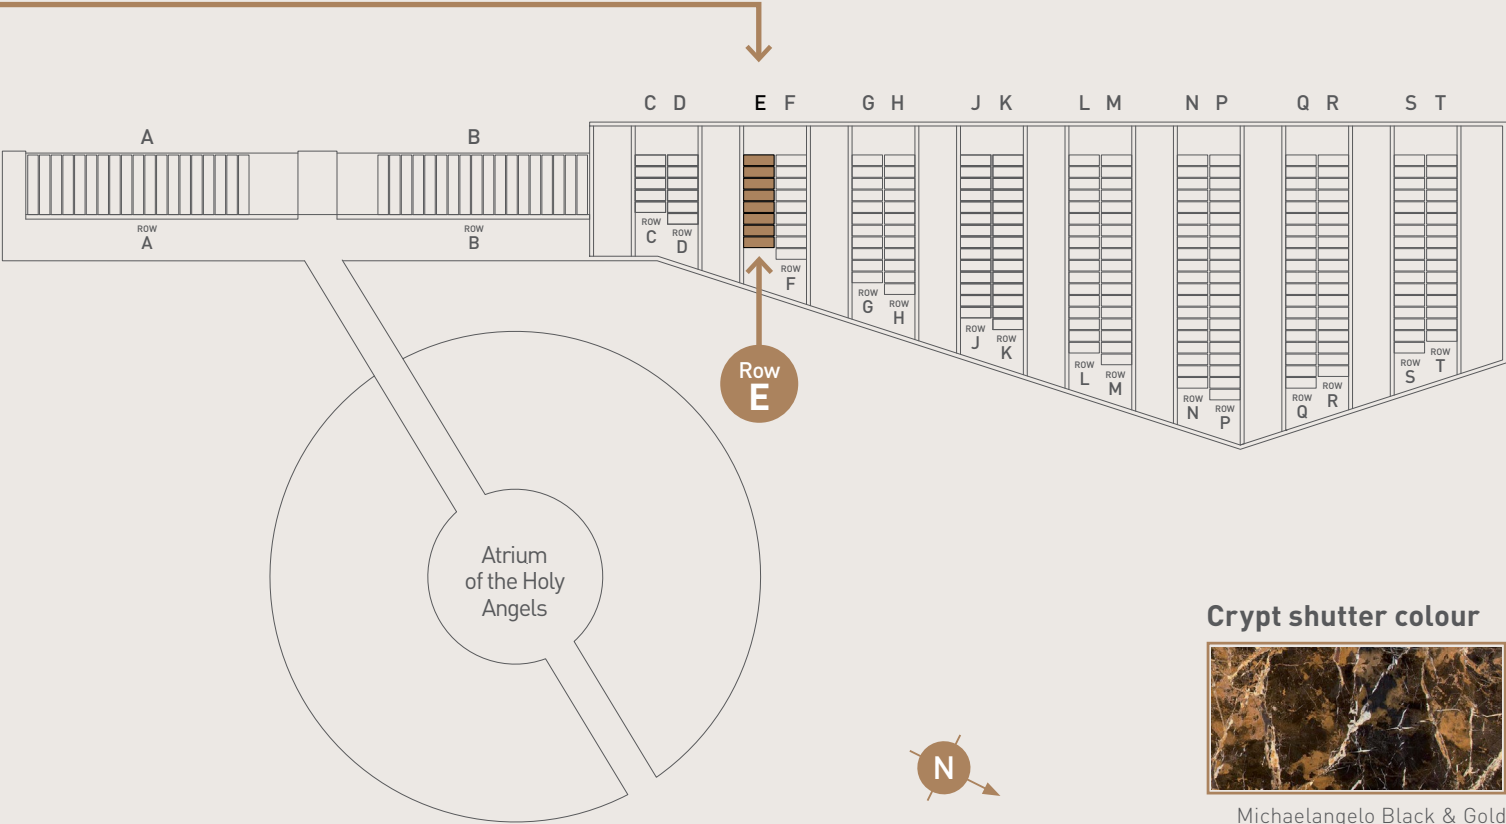 C D E F G H J K L M N P Q R S T
A B
ROW
A
ROW
B
ROW
C
ROW
D
ROW
F
ROW
G
ROW
H
ROW
J
ROW
K
ROW
L
ROW
M
ROW
N
ROW
P
ROW
Q
ROW
R
ROW
S
ROW
T
Row
E
Atrium
of the Holy
Angels
N
Crypt shutter colour
Michaelangelo Black & Gold